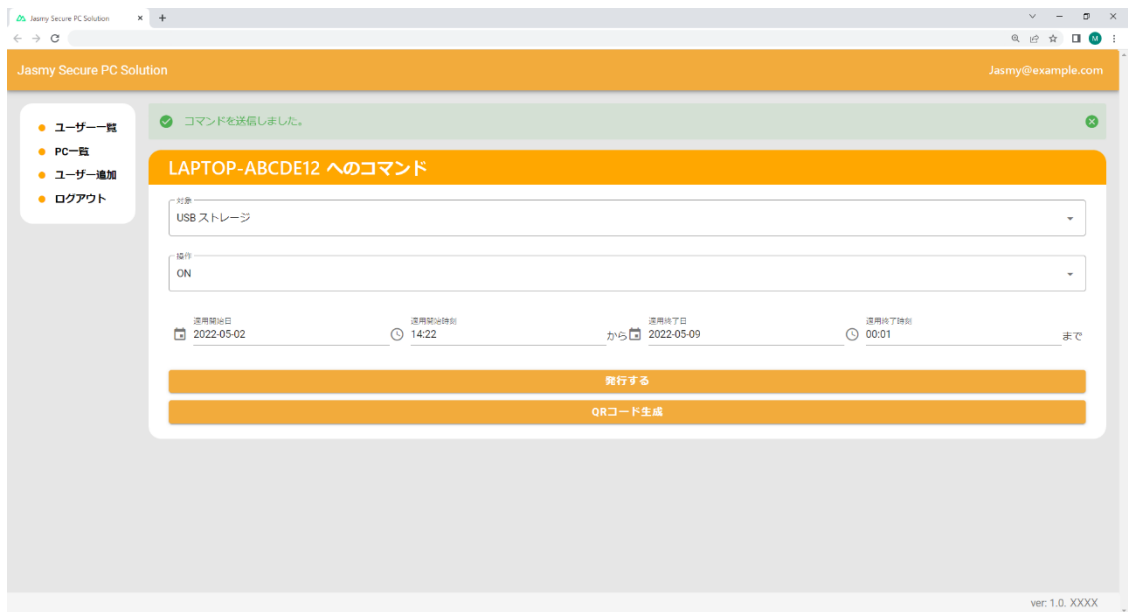 Jasmy Secure PC Solution
Jasmy Secure PC Solution
Jasmy@example.com
ユーザー一覧
PC一覧
ユーザー追加
ログアウト
コマンドを送信しました。
LAPTOP-ABCDE12 へのコマンド
対象
USB ストレージ
操作
ON
適用開始日 適用開始時刻 適用終了日 適用終了時刻
2022-05-02 14:22 から 2022-05-09 00:01 まで
発行する
QRコード生成
ver: 1.0. XXXX